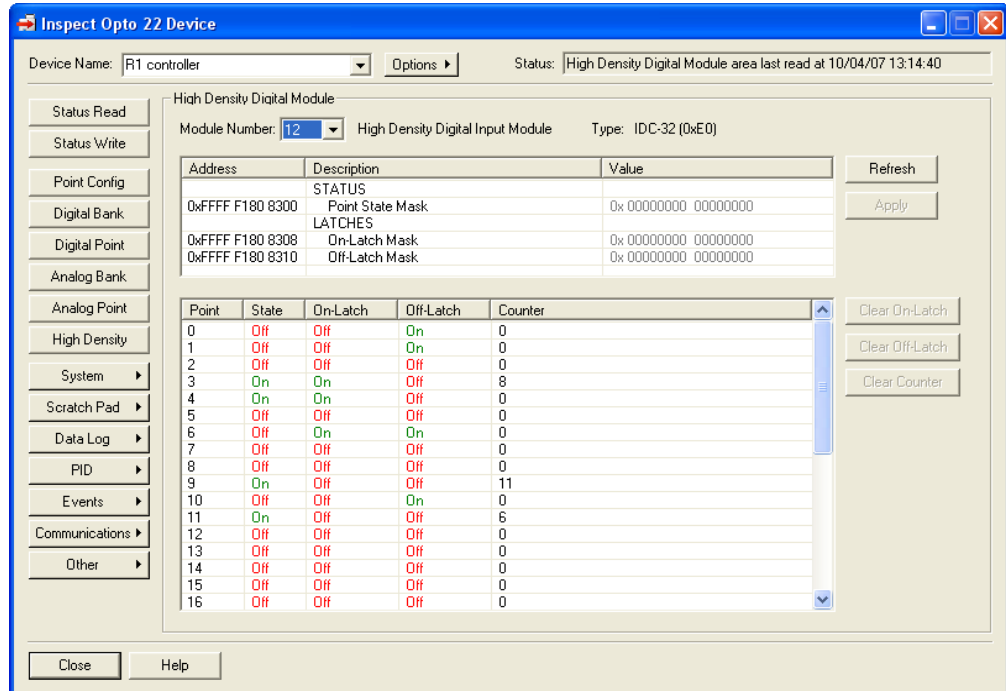 Inspect Opto 22 Device
Device Name: R1 controller Options Status: High Density Digital Module area last read at 10/04/07 13:14:40
Status Read
Status Write
Point Config
Digital Bank
Digital Point
Analog Bank
Analog Point
High Density
System
Scratch Pad
Data Log
PID
Events
Communications
Other
High Density Digital Module
Module Number: 12 High Density Digital Input Module Type: IDC-32 (0xE0)
Address Description Value
STATUS
0xFFFF F180 8300 Point State Mask 0x 00000000 00000000
LATCHES
0xFFFF F180 8308 On-Latch Mask 0x 00000000 00000000
0xFFFF F180 8310 Off-Latch Mask 0x 00000000 00000000
Refresh
Apply
Point State On-Latch Off-Latch Counter
0 Off Off On 0
1 Off Off On 0
2 Off Off Off 0
3 On On Off 8
4 On On Off 0
5 Off Off Off 0
6 Off On On 0
7 Off Off Off 0
8 Off Off Off 0
9 On Off Off 11
10 Off Off On 0
11 On Off Off 6
12 Off Off Off 0
13 Off Off Off 0
14 Off Off Off 0
15 Off Off Off 0
16 Off Off Off 0
Clear On-Latch
Clear Off-Latch
Clear Counter
Close Help